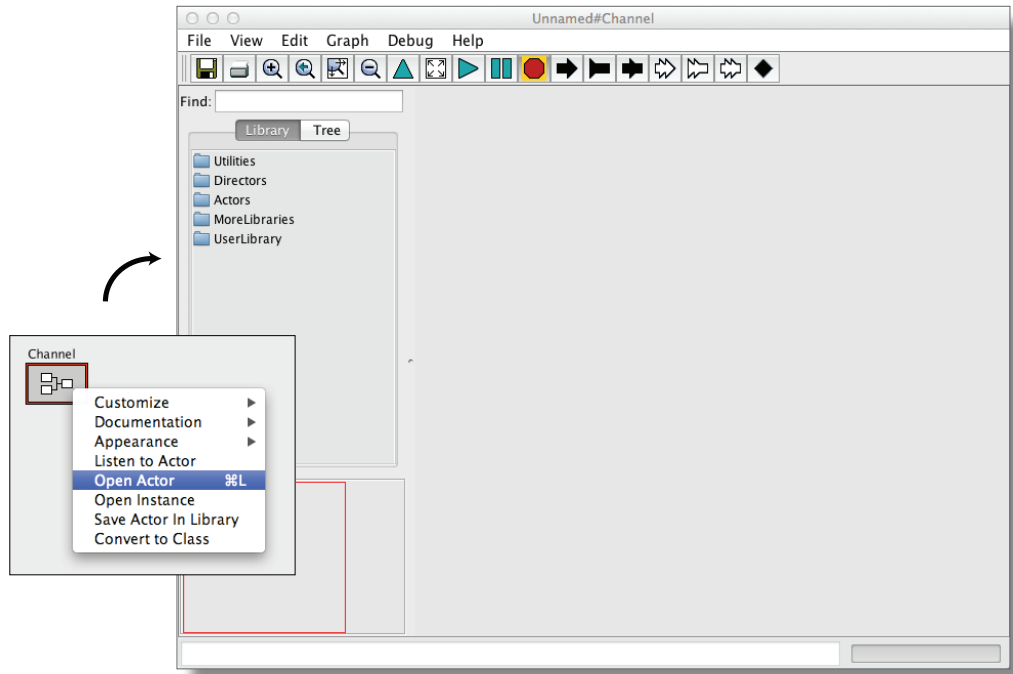 Unnamed#Channel
File View Edit Graph Debug Help
Find:
Library Tree
Utilities
Directors
Actors
MoreLibraries
UserLibrary
Channel
Customize
Documentation
Appearance
Listen to Actor
Open Actor ⌘L
Open Instance
Save Actor In Library
Convert to Class